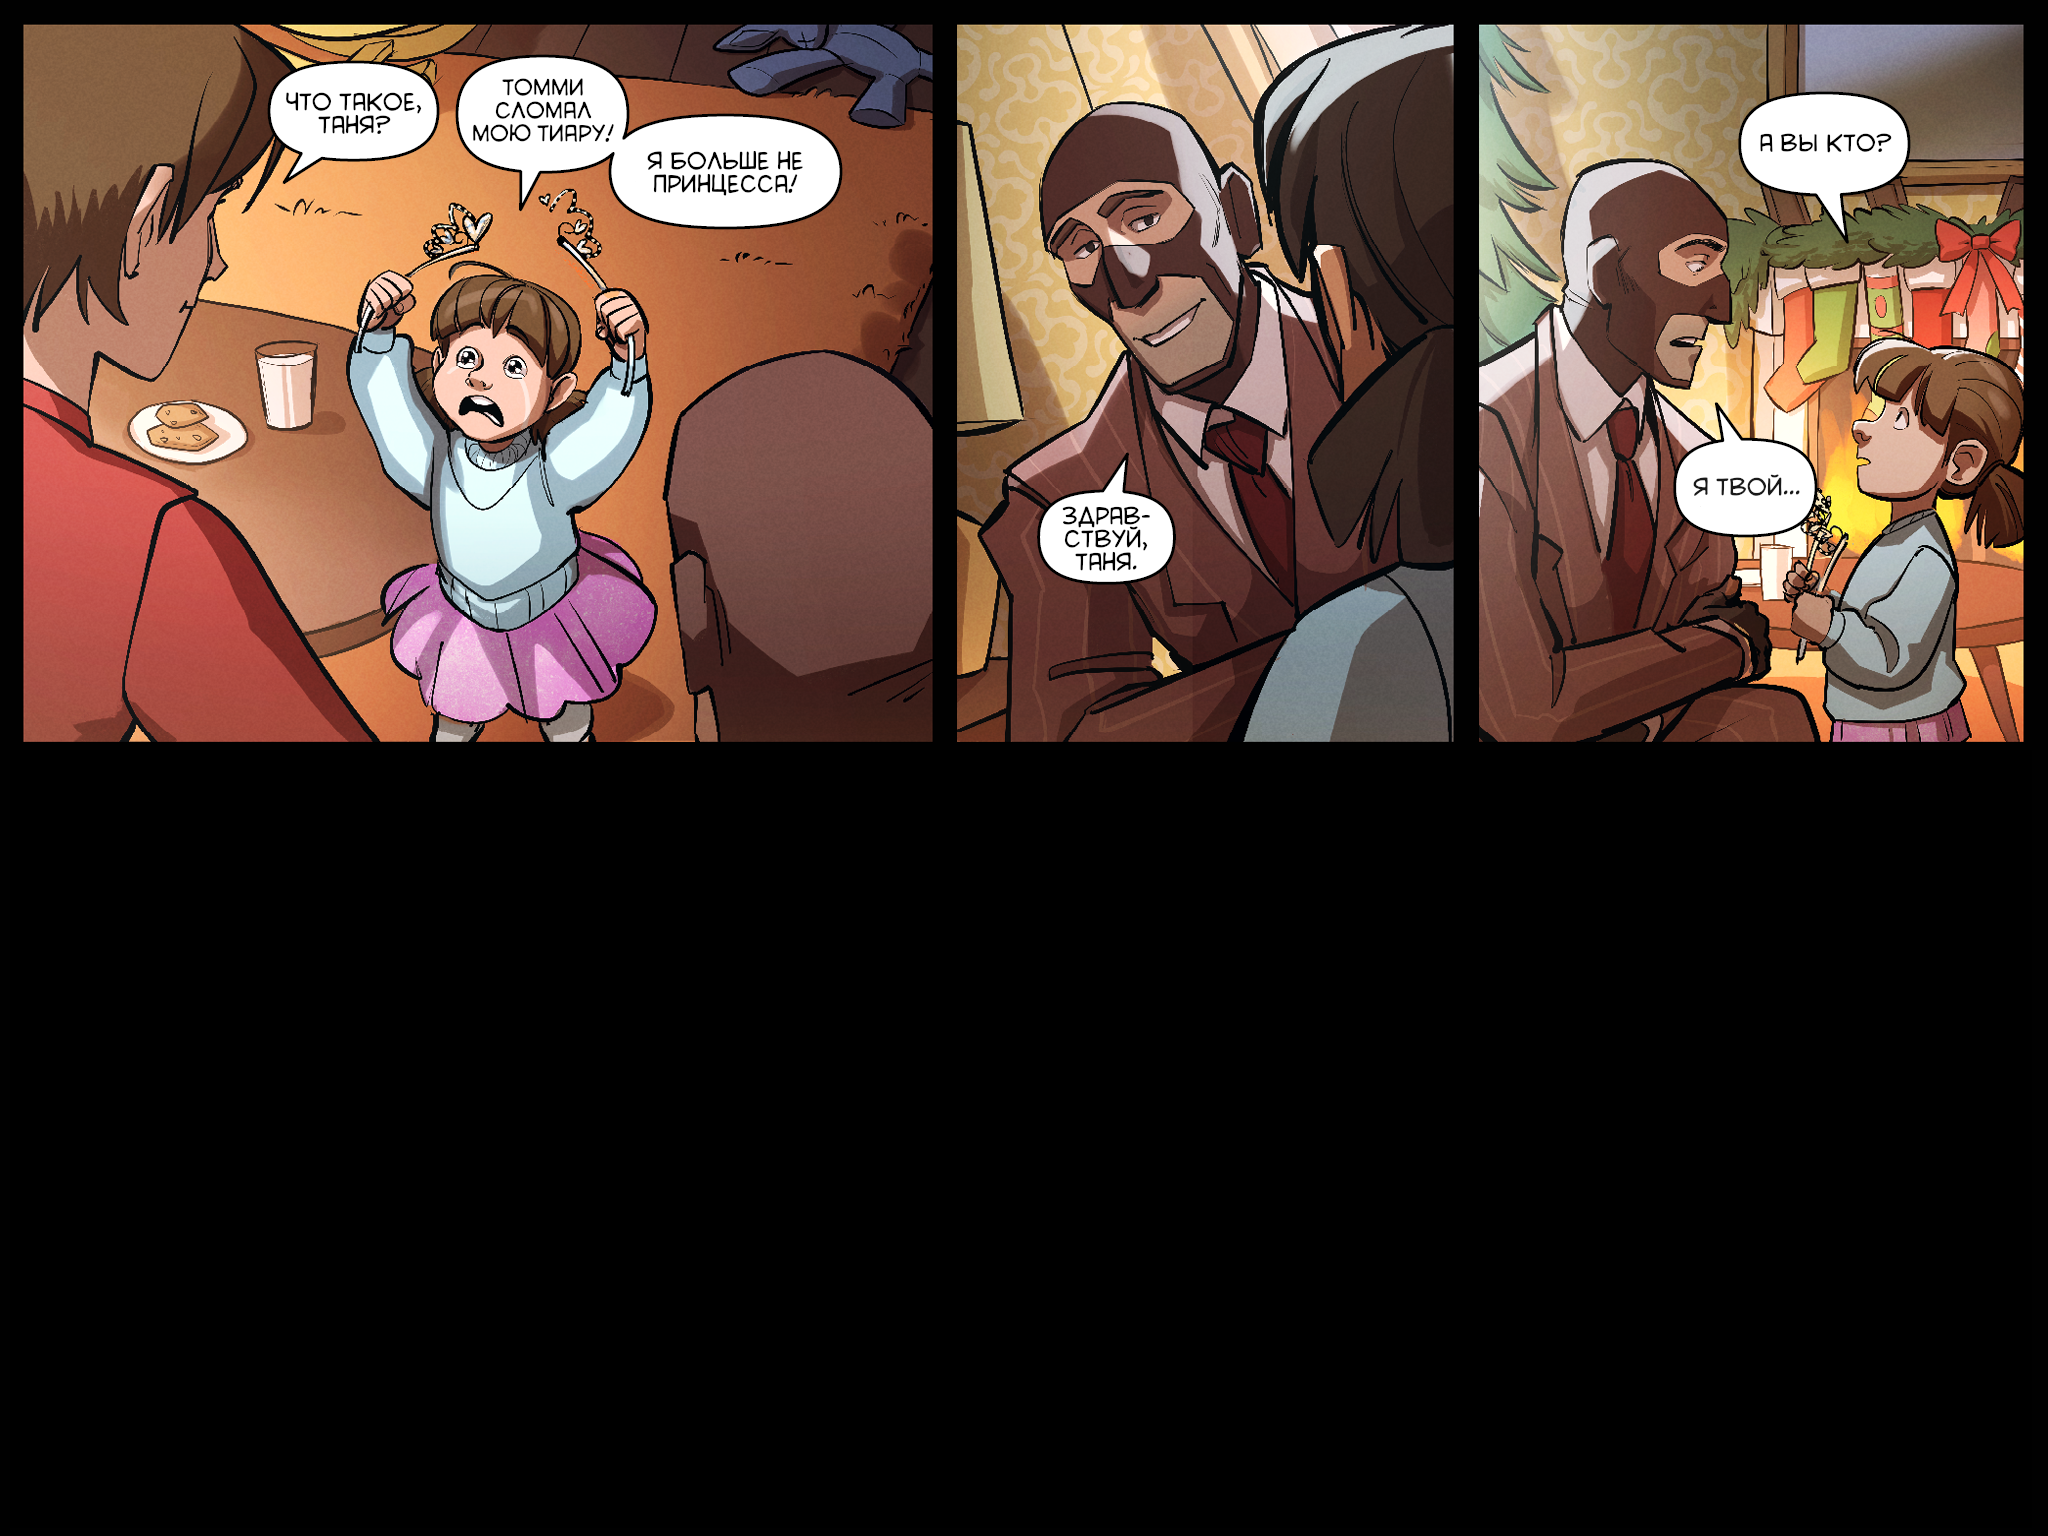 ЧТО ТАКОЕ,
ТАНЯ?
ТОММИ
СЛОМАЛ
МОЮ ТИАРУ!
Я БОЛЬШЕ НЕ
ПРИНЦЕССА!
ЗДРАВ-
СТВУЙ,
ТАНЯ.
А ВЫ КТО?
Я ТВОЙ...